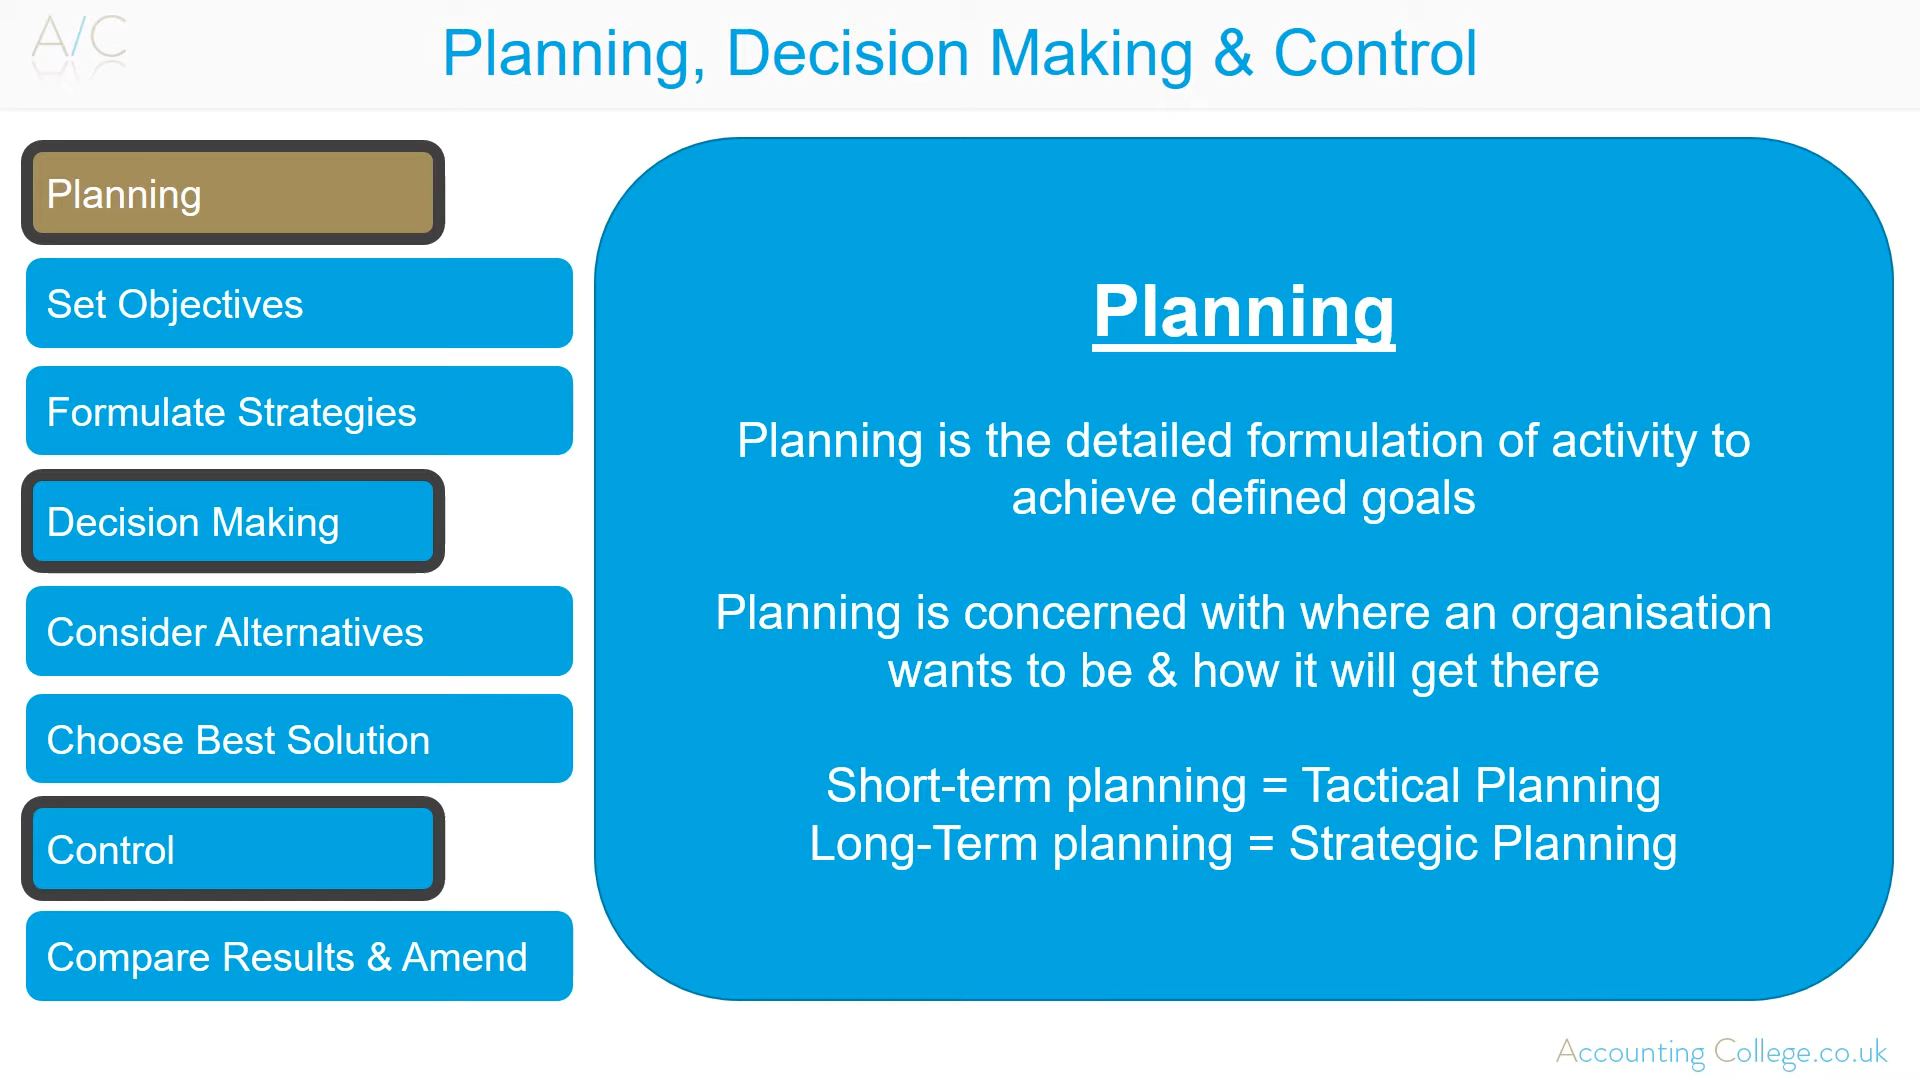 A/C
Planning, Decision Making & Control
Planning
Set Objectives
Formulate Strategies
Decision Making
Consider Alternatives
Choose Best Solution
Control
Compare Results & Amend
Planning
Planning is the detailed formulation of activity to
achieve defined goals
Planning is concerned with where an organisation
wants to be & how it will get there
Short-term planning = Tactical Planning
Long-Term planning = Strategic Planning
Accounting College.co.uk